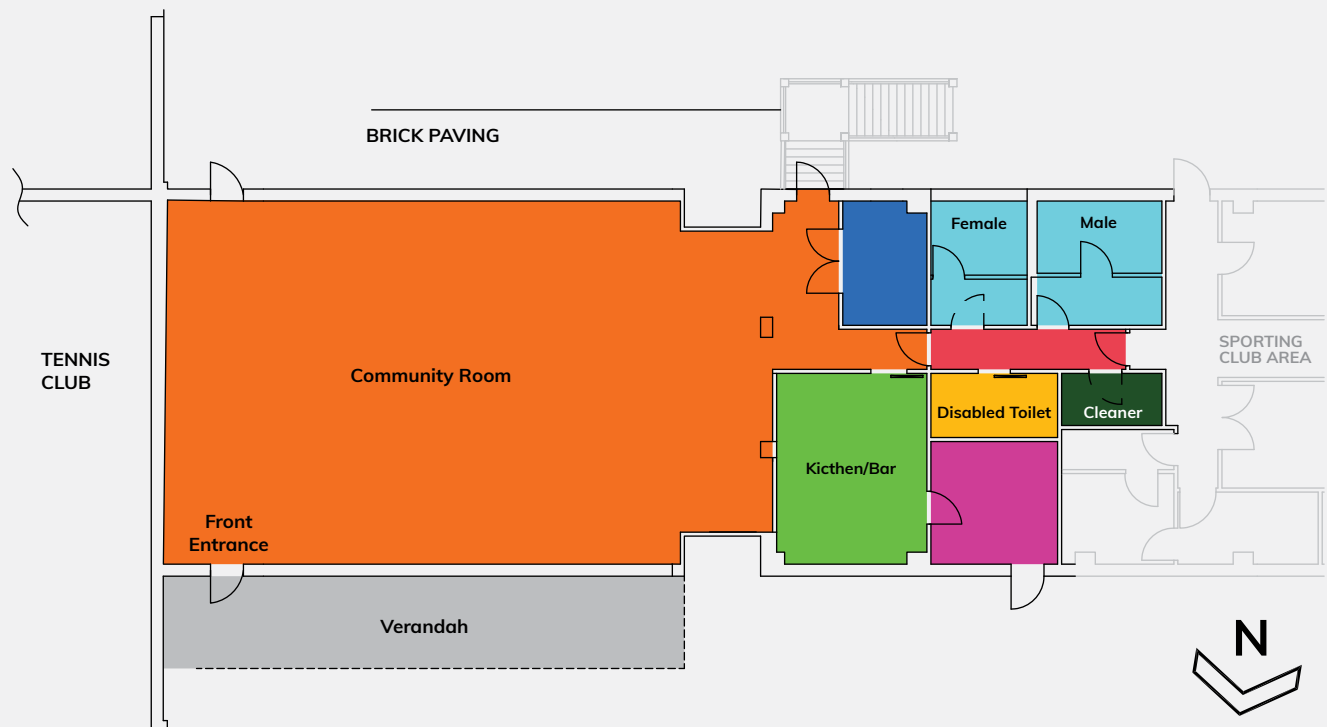 BRICK PAVING
Female
Male
TENNIS
CLUB
Community Room
SPORTING
CLUB AREA
Disabled Toilet
Cleaner
Kicthen/Bar
Front
Entrance
Verandah
N